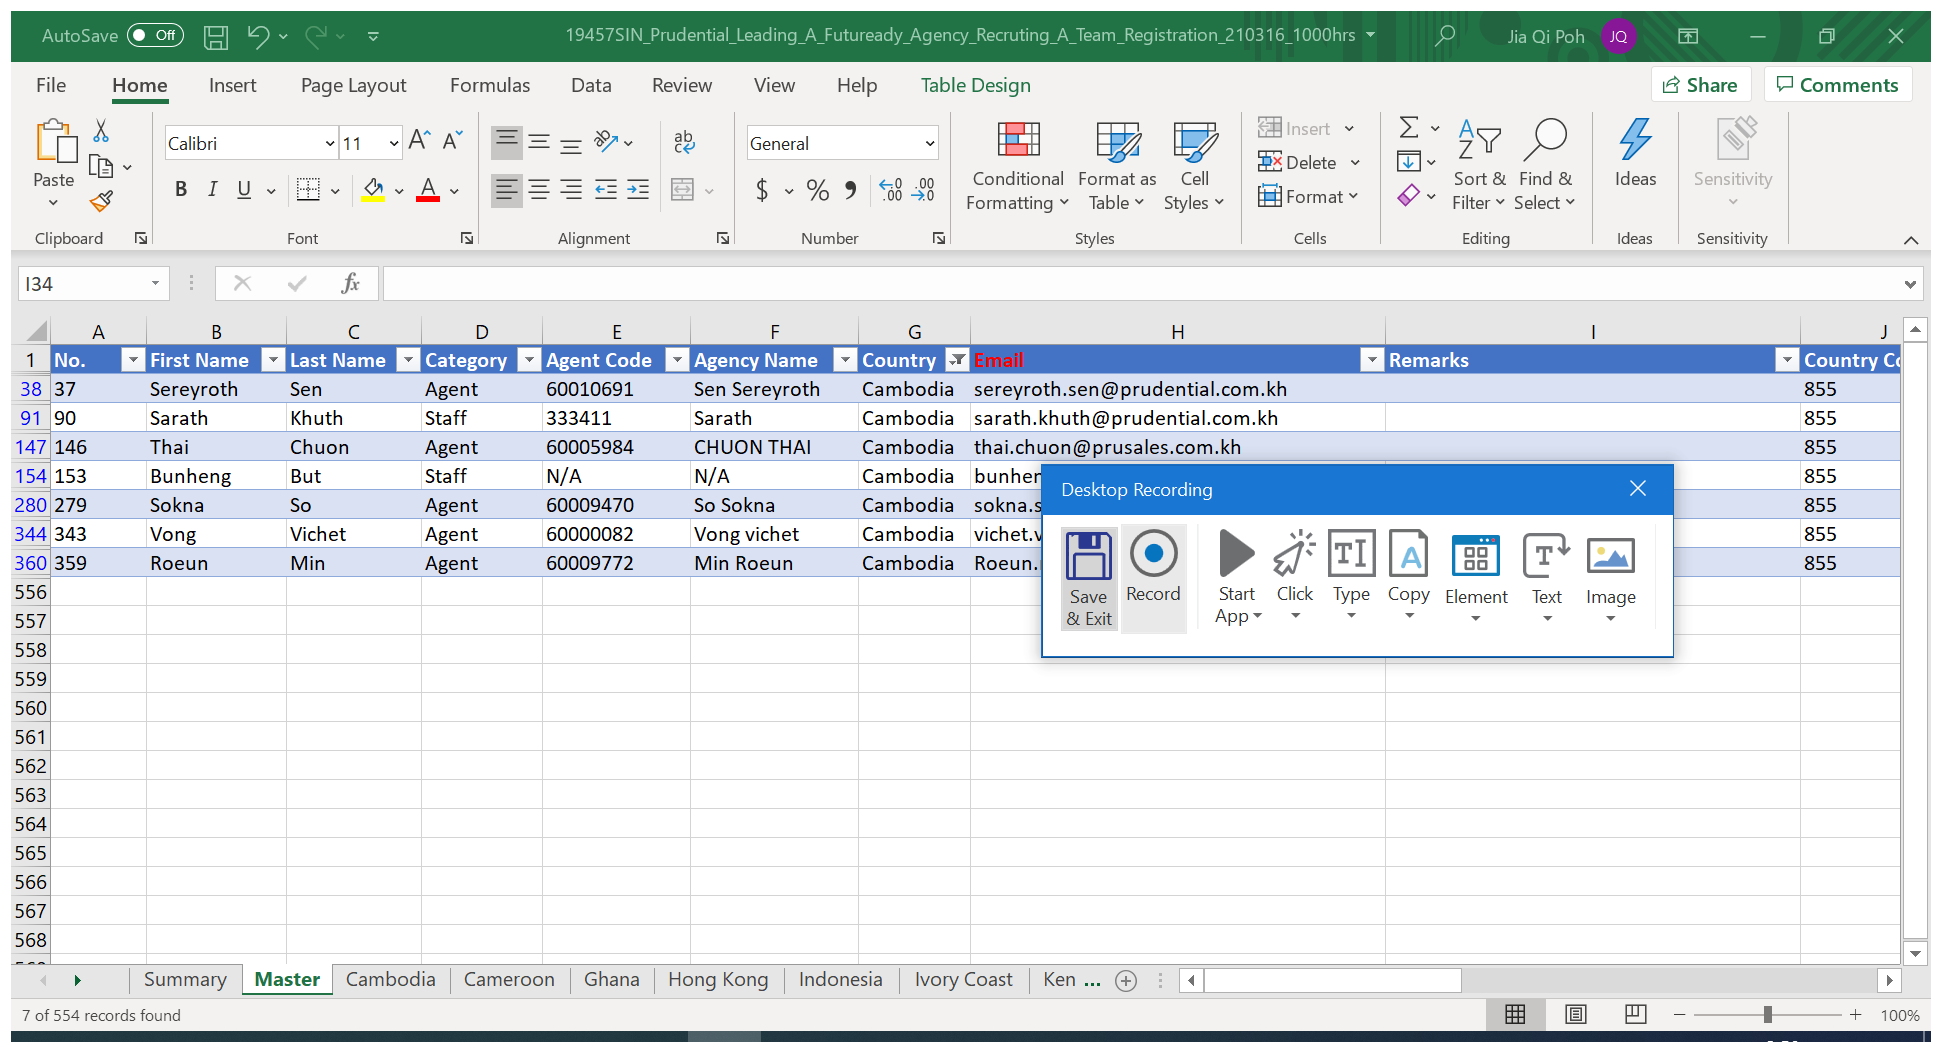 AutoSave Off 19457SIN_Prudential_Leading_A_Futuready_Agency_Recruting_A_Team_Registration_210316_1000hrs Jia Qi Poh JQ
File Home Insert Page Layout Formulas Data Review View Help Table Design Share Comments
Paste Calibri 11 General Conditional Formatting Format as Table Cell Styles Insert Delete Format Sort & Filter Find & Select Ideas Sensitivity
Clipboard Font Alignment Number Styles Cells Editing Ideas Sensitivity
I34 fx
A B C D E F G H I J
1 No. First Name Last Name Category Agent Code Agency Name Country Email Remarks Country Co
38 37 Sereyroth Sen Agent 60010691 Sen Sereyroth Cambodia sereyroth.sen@prudential.com.kh 855
91 90 Sarath Khuth Staff 333411 Sarath Cambodia sarath.khuth@prudential.com.kh 855
147 146 Thai Chuon Agent 60005984 CHUON THAI Cambodia thai.chuon@prusales.com.kh 855
154 153 Bunheng But Staff N/A N/A Cambodia bunhen 855
280 279 Sokna So Agent 60009470 So Sokna Cambodia sokna.s 855
344 343 Vong Vichet Agent 60000082 Vong vichet Cambodia vichet.v 855
360 359 Roeun Min Agent 60009772 Min Roeun Cambodia Roeun. 855
556
557
558
559
560
561
562
563
564
565
566
567
568
Desktop Recording
Save & Exit Record Start App Click Type Copy Element Text Image
Summary Master Cambodia Cameroon Ghana Hong Kong Indonesia Ivory Coast Ken ...
7 of 554 records found 100%